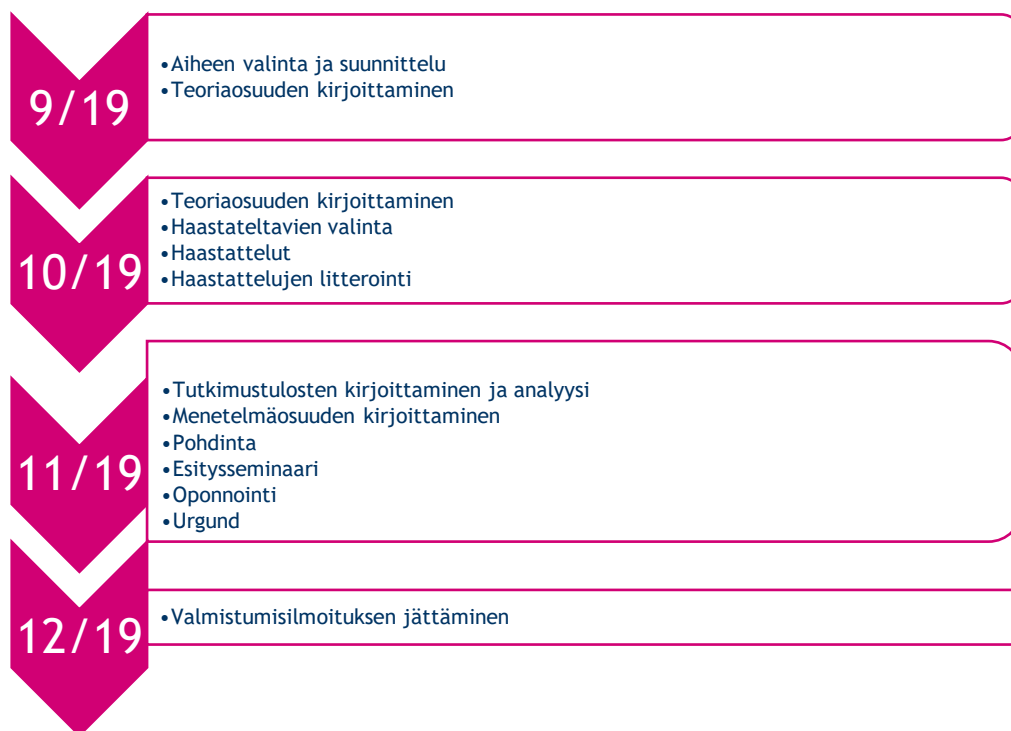 9/19
•Aiheen valinta ja suunnittelu
•Teoriaosuuden kirjoittaminen
10/19
•Teoriaosuuden kirjoittaminen
•Haastateltavien valinta
•Haastattelut
•Haastattelujen litterointi
11/19
•Tutkimustulosten kirjoittaminen ja analyysi
•Menetelmäosuuden kirjoittaminen
•Pohdinta
•Esitysseminaari
•Oponnointi
•Urgund
12/19
•Valmistumisilmoituksen jättäminen